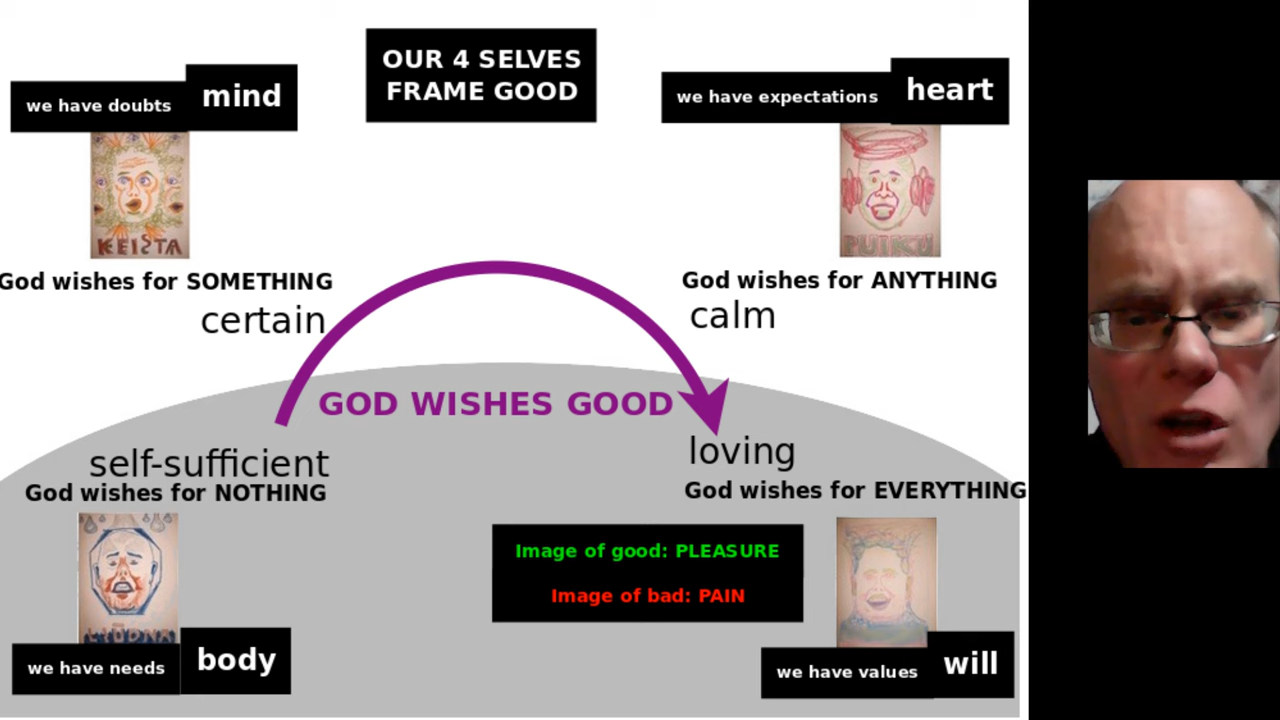 OUR 4 SELVES
FRAME GOOD
we have doubts
mind
we have expectations
heart
KEISTA
PUIKU
God wishes for SOMETHING
certain
God wishes for ANYTHING
calm
GOD WISHES GOOD
self-sufficient
God wishes for NOTHING
loving
God wishes for EVERYTHING
Image of good: PLEASURE
Image of bad: PAIN
we have needs
body
we have values
will